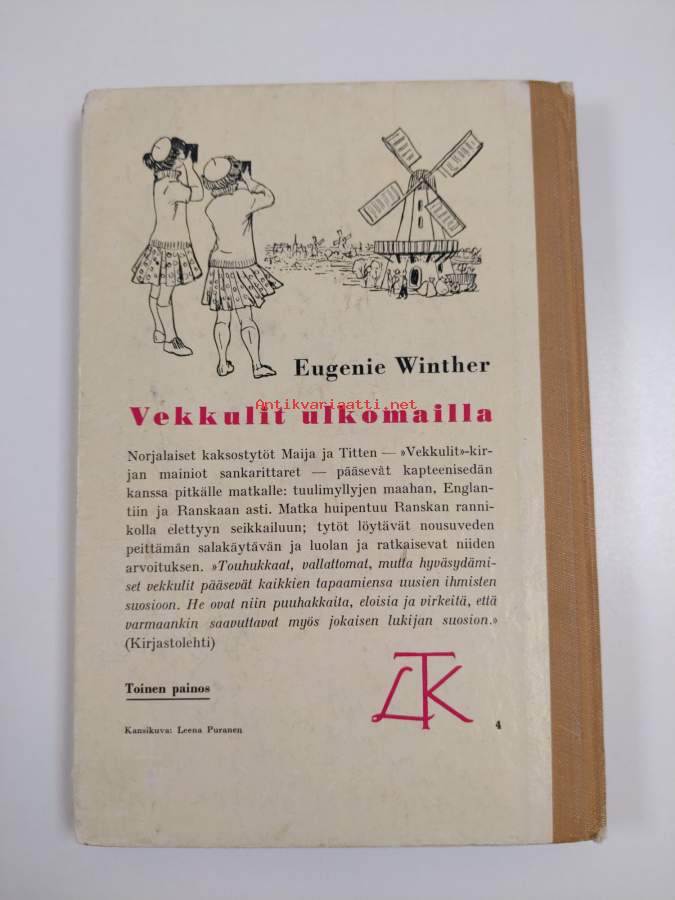 Eugenie Winther
Antikvariaatti.net
Vekkulit ulkomailla
Norjalaiset kaksostytöt Maija ja Titten — »Vekkulit»-kir-
jan mainiot sankarittaret — pääsevät kapteenisedän
kanssa pitkälle matkalle: tuulimyllyjen maahan, Englan-
tiin ja Ranskaan asti. Matka huipentuu Ranskan ranni-
kolla elettyyn seikkailuun; tytöt löytävät nousuveden
peittämän salakäytävän ja luolan ja ratkaisevat niiden
arvoituksen. »Touhukkaat, vallattomat, mutta hyväsydämi-
set vekkulit pääsevät kaikkien tapaamiensa uusien ihmisten
suosioon. He ovat niin puuhakkaita, eloisia ja virkeitä, että
varmaankin saavuttavat myös jokaisen lukijan suosion.»
(Kirjastolehti)
Toinen painos
LTK
Kansikuva: Leena Puranen
4